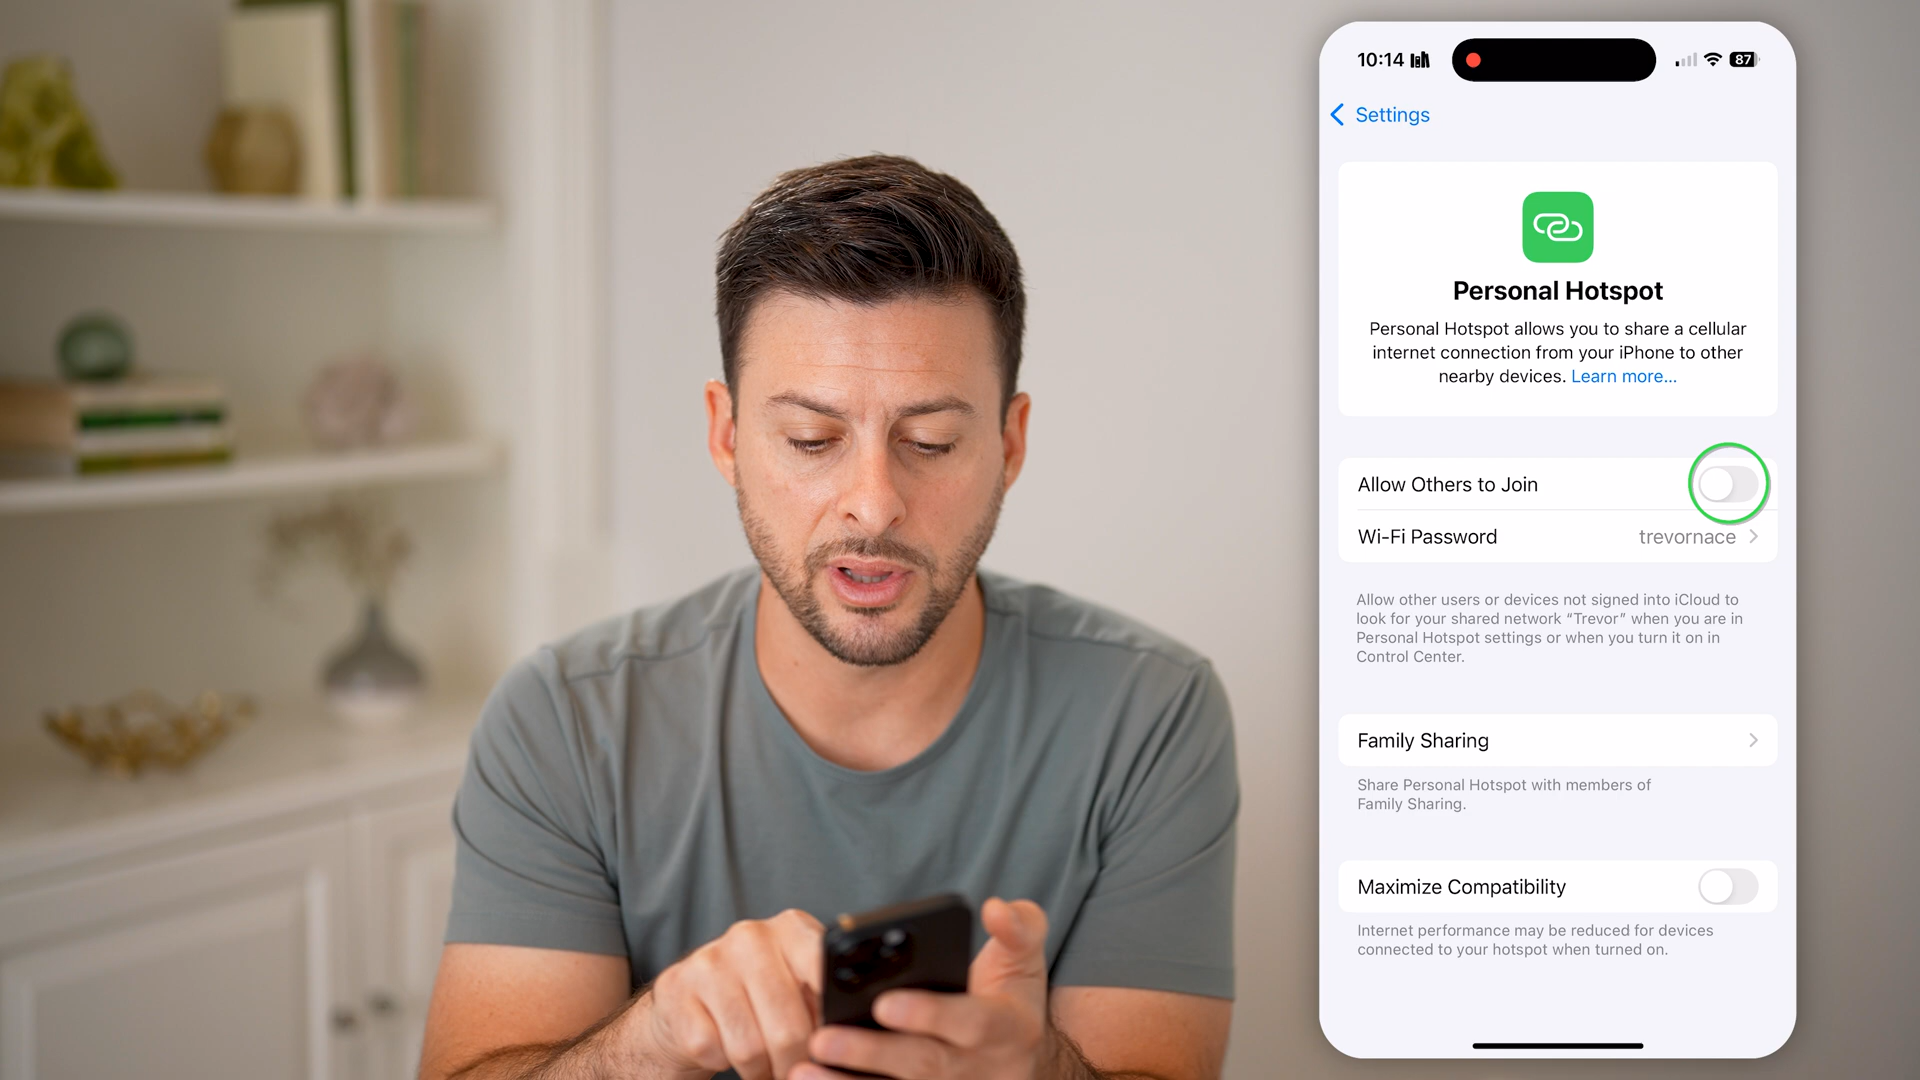 10:14
87
Settings
Personal Hotspot
Personal Hotspot allows you to share a cellular
internet connection from your iPhone to other
nearby devices. Learn more...
Allow Others to Join
Wi-Fi Password trevornace
Allow other users or devices not signed into iCloud to
look for your shared network “Trevor” when you are in
Personal Hotspot settings or when you turn it on in
Control Center.
Family Sharing
Share Personal Hotspot with members of
Family Sharing.
Maximize Compatibility
Internet performance may be reduced for devices
connected to your hotspot when turned on.